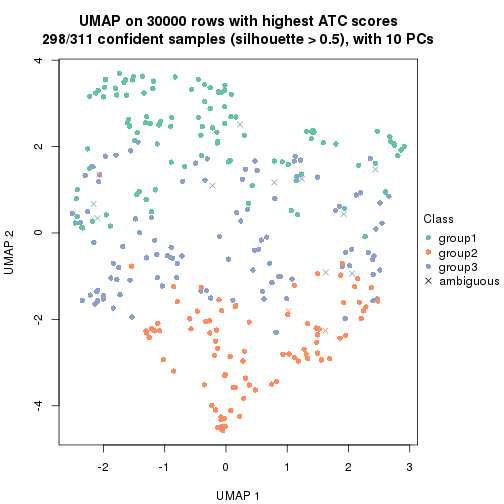 UMAP on 30000 rows with highest ATC scores
298/311 confident samples (silhouette > 0.5), with 10 PCs
4
2
0
-2
-4
UMAP 2
-2
-1
0
1
2
3
UMAP 1
Class
group1
group2
group3
ambiguous